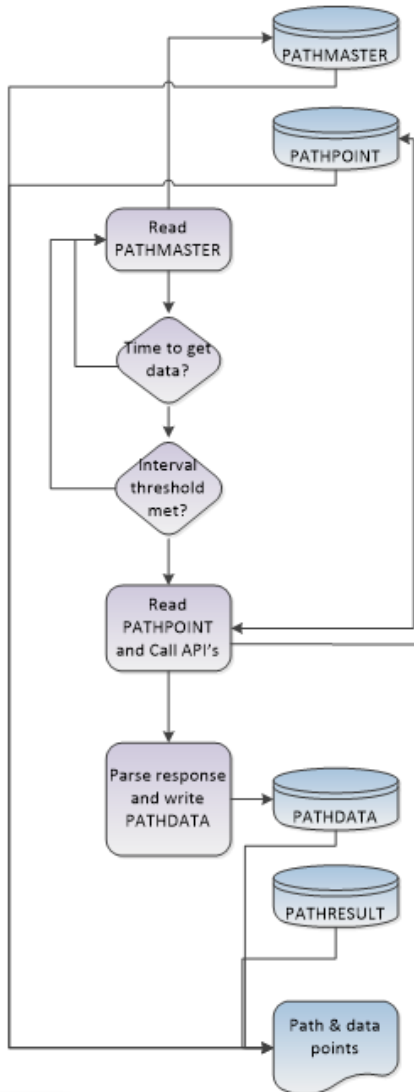 PATHMASTER
PATHPOINT
Read
PATHMASTER
Time to get
data?
Interval
threshold
met?
Read
PATHPOINT
and Call API's
Parse response
and write
PATHDATA
PATHDATA
PATHRESULT
Path & data
points